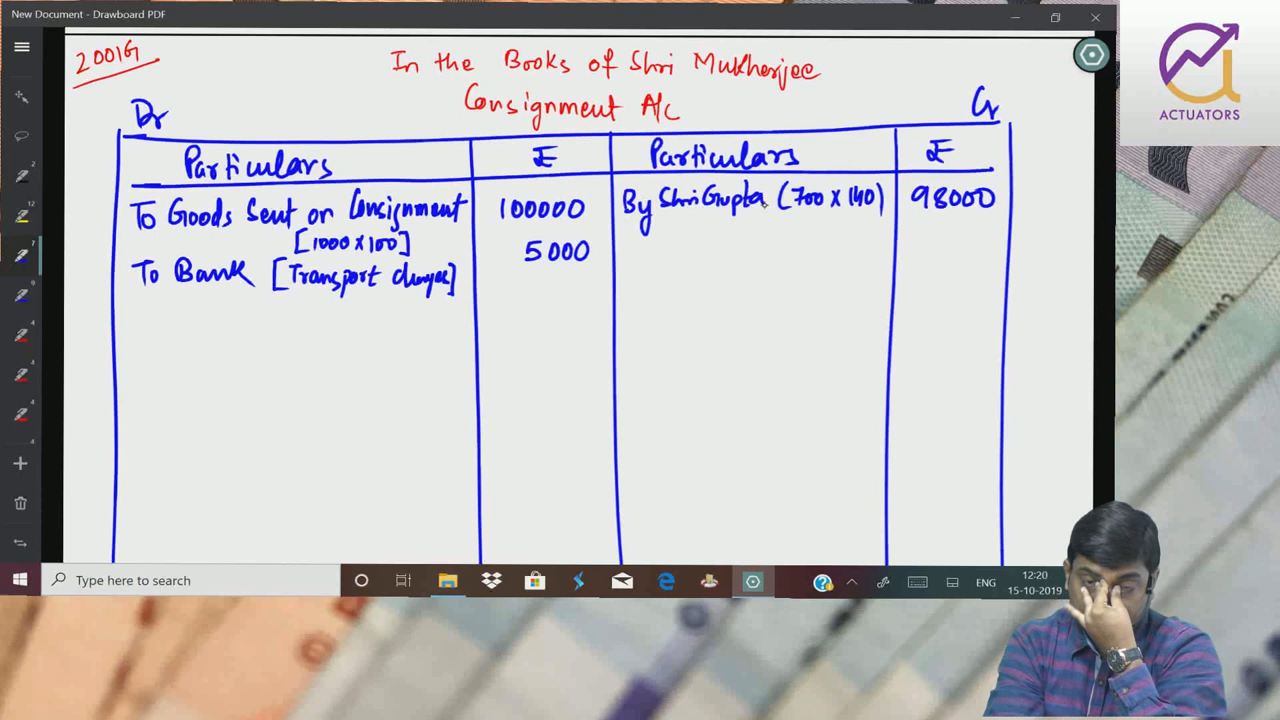 New Document - Drawboard PDF
2001G
In the Books of Shri Mukherjee
Consignment A/c
Dr
Cr
Particulars ₹ Particulars ₹
To Goods Sent on Consignment 100000 By Shri Gupta (700 x 140) 98000
[1000 x 100]
To Bank [Transport charges] 5000
ACTUATORS
Type here to search
ENG
12:20
15-10-2019